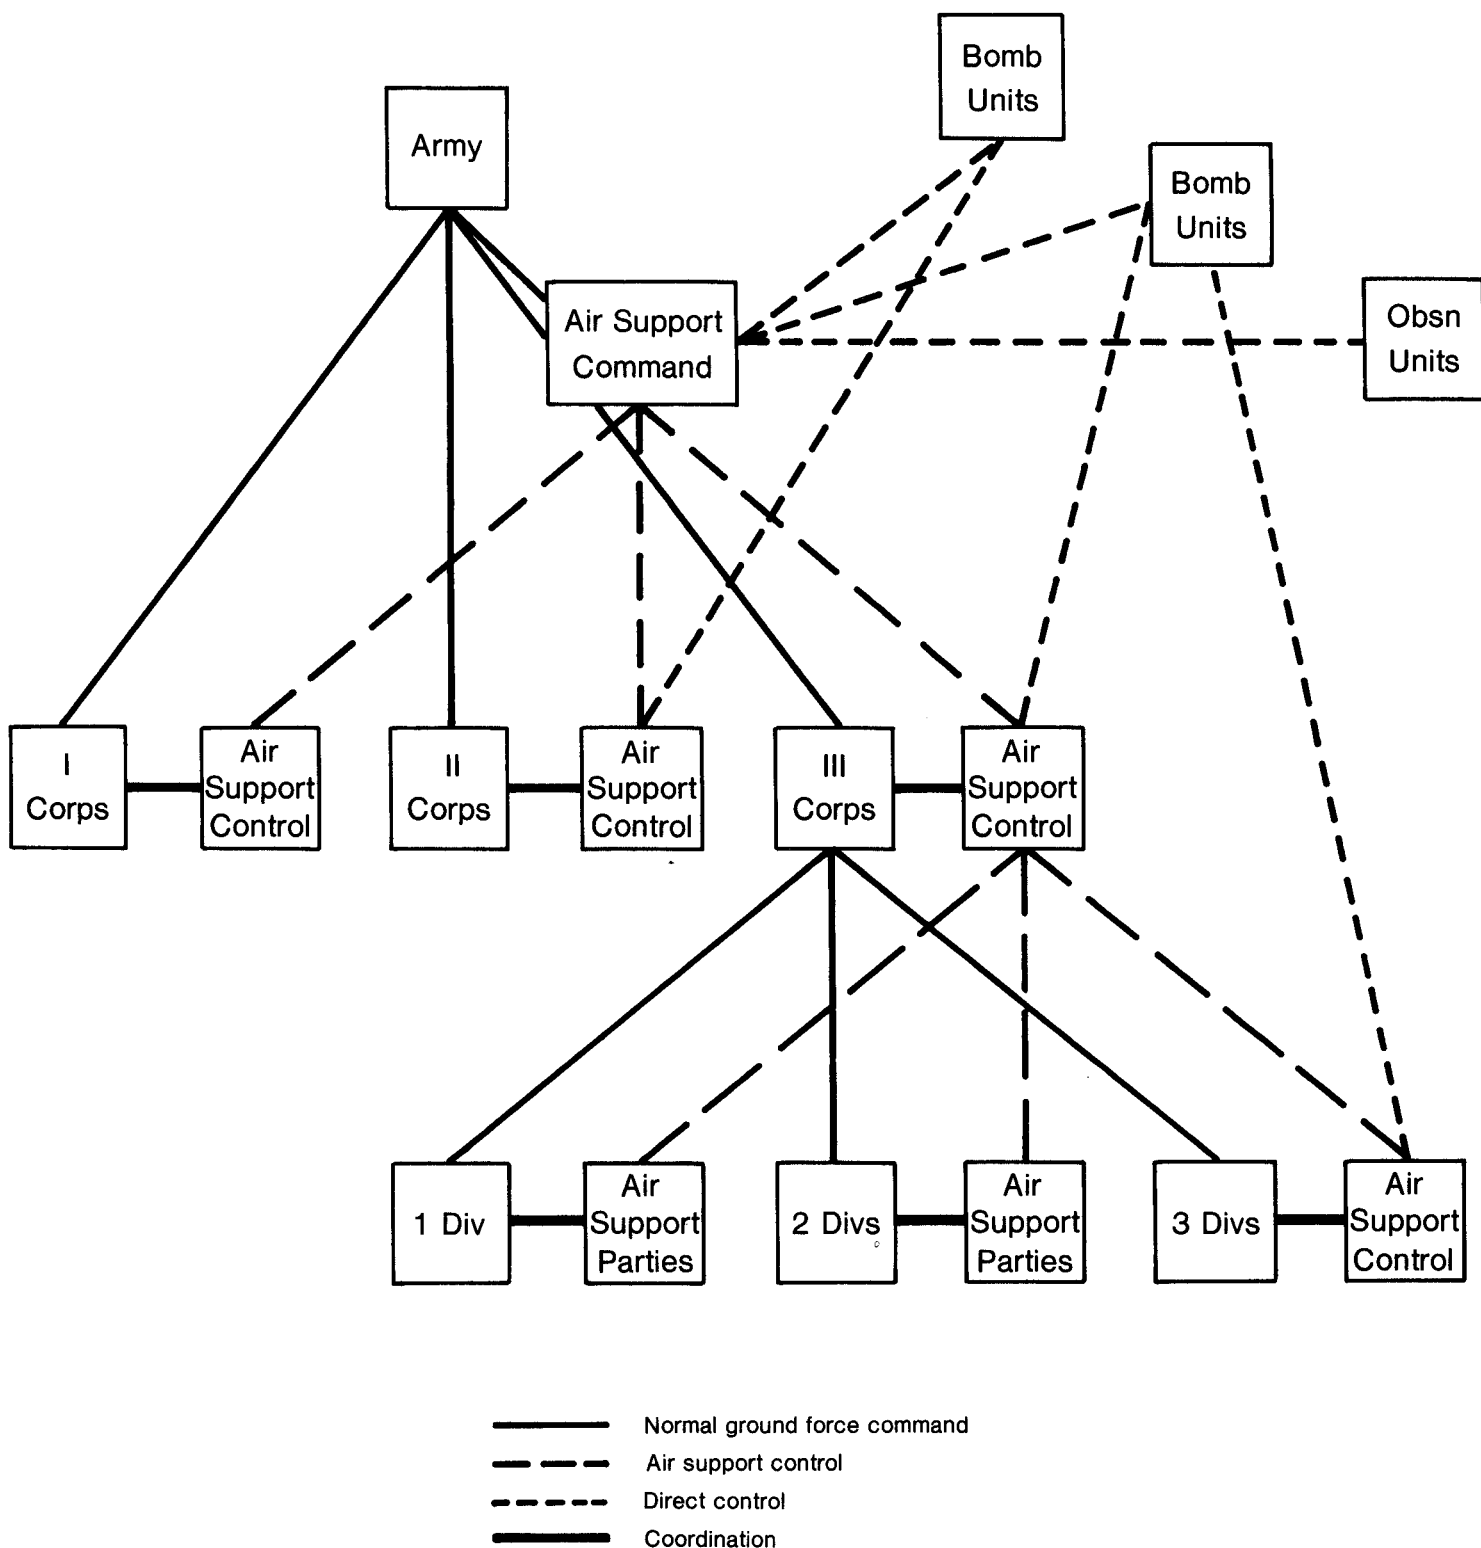 Bomb
Units
Army
Bomb
Units
Air Support
Command
Obsn
Units
I
Corps
Air
Support
Control
II
Corps
Air
Support
Control
III
Corps
Air
Support
Control
1 Div
Air
Support
Parties
2 Divs
Air
Support
Parties
3 Divs
Air
Support
Control
Normal ground force command
Air support control
Direct control
Coordination